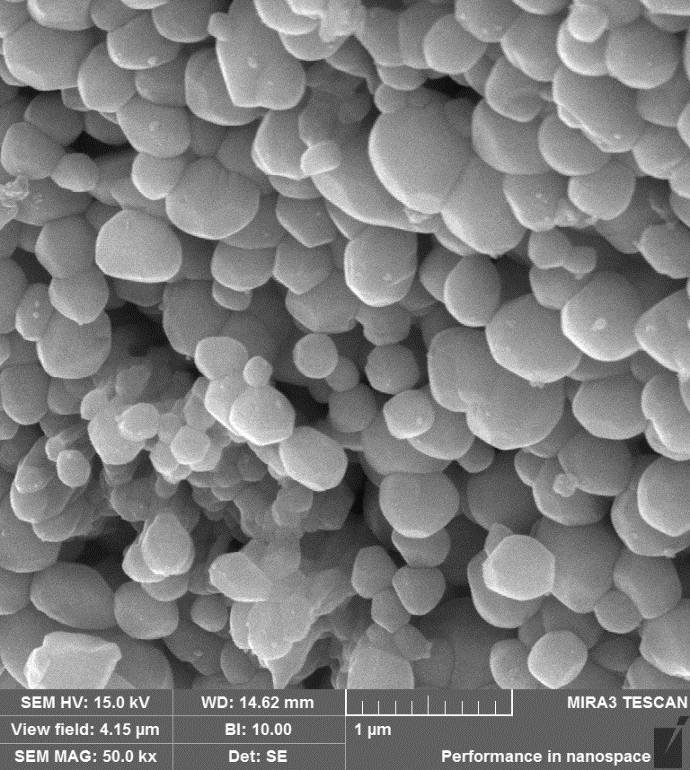 SEM HV: 15.0 kV
WD: 14.62 mm
MIRA3 TESCAN
View field: 4.15 µm
BI: 10.00
1 µm
SEM MAG: 50.0 kx
Det: SE
Performance in nanospace